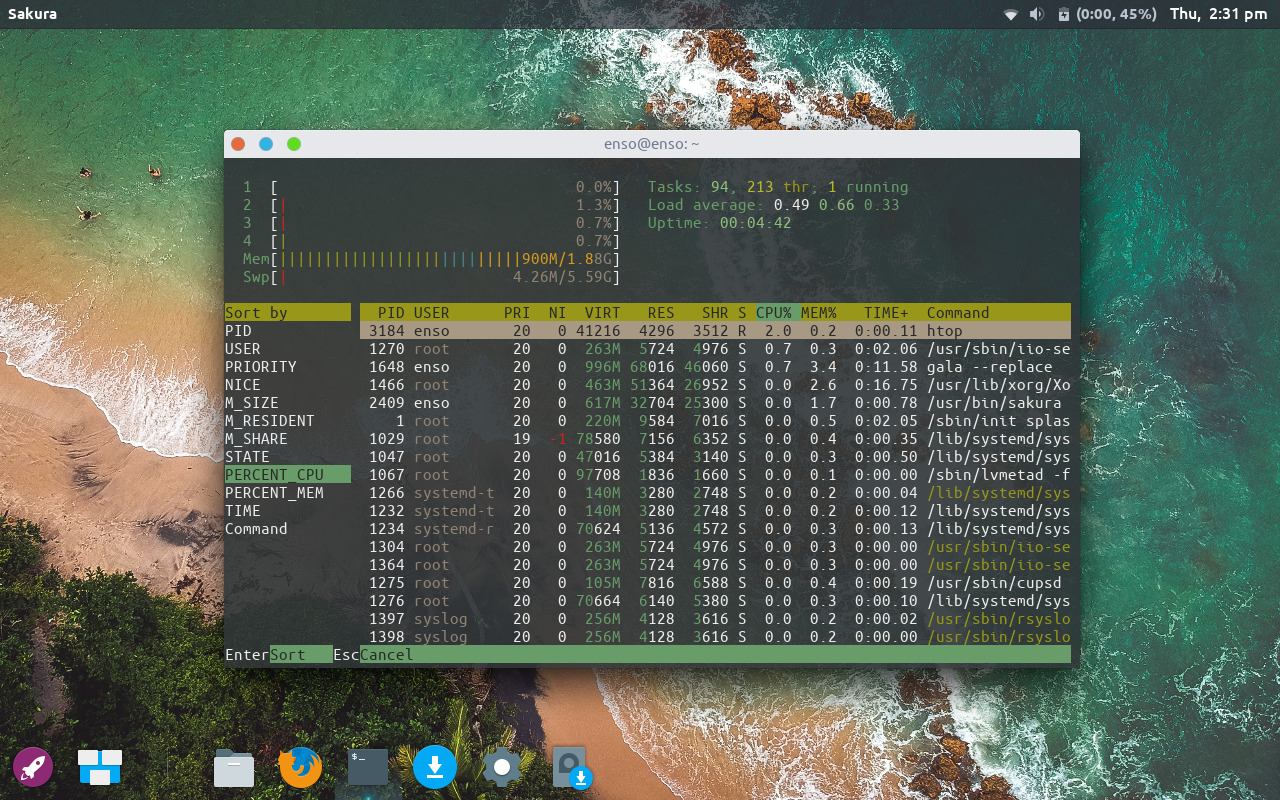 Sakura (0:00, 45%) Thu, 2:31 pm
enso@enso: ~
1 [ 0.0%] Tasks: 94, 213 thr; 1 running
2 [| 1.3%] Load average: 0.49 0.66 0.33
3 [| 0.7%] Uptime: 00:04:42
4 [| 0.7%]
Mem[|||||||||||||||||||||||||||900M/1.88G]
Swp[| 4.26M/5.59G]
Sort by PID USER PRI NI VIRT RES SHR S CPU% MEM% TIME+ Command
PID 3184 enso 20 0 41216 4296 3512 R 2.0 0.2 0:00.11 htop
USER 1270 root 20 0 263M 5724 4976 S 0.7 0.3 0:02.06 /usr/sbin/iio-se
PRIORITY 1648 enso 20 0 996M 68016 46060 S 0.7 3.4 0:11.58 gala --replace
NICE 1466 root 20 0 463M 51364 26952 S 0.0 2.6 0:16.75 /usr/lib/xorg/Xo
M_SIZE 2409 enso 20 0 617M 32704 25300 S 0.0 1.7 0:00.78 /usr/bin/sakura
M_RESIDENT 1 root 20 0 220M 9584 7016 S 0.0 0.5 0:02.05 /sbin/init splas
M_SHARE 1029 root 19 -1 78580 7156 6352 S 0.0 0.4 0:00.35 /lib/systemd/sys
STATE 1047 root 20 0 47016 5384 3140 S 0.0 0.3 0:00.50 /lib/systemd/sys
PERCENT_CPU 1067 root 20 0 97708 1836 1660 S 0.0 0.1 0:00.00 /sbin/lvmetad -f
PERCENT_MEM 1266 systemd-t 20 0 140M 3280 2748 S 0.0 0.2 0:00.04 /lib/systemd/sys
TIME 1232 systemd-t 20 0 140M 3280 2748 S 0.0 0.2 0:00.12 /lib/systemd/sys
Command 1234 systemd-r 20 0 70624 5136 4572 S 0.0 0.3 0:00.13 /lib/systemd/sys
1304 root 20 0 263M 5724 4976 S 0.0 0.3 0:00.00 /usr/sbin/iio-se
1364 root 20 0 263M 5724 4976 S 0.0 0.3 0:00.00 /usr/sbin/iio-se
1275 root 20 0 105M 7816 6588 S 0.0 0.4 0:00.19 /usr/sbin/cupsd
1276 root 20 0 70664 6140 5380 S 0.0 0.3 0:00.10 /lib/systemd/sys
1397 syslog 20 0 256M 4128 3616 S 0.0 0.2 0:00.02 /usr/sbin/rsyslo
1398 syslog 20 0 256M 4128 3616 S 0.0 0.2 0:00.00 /usr/sbin/rsyslo
EnterSort EscCancel
$_